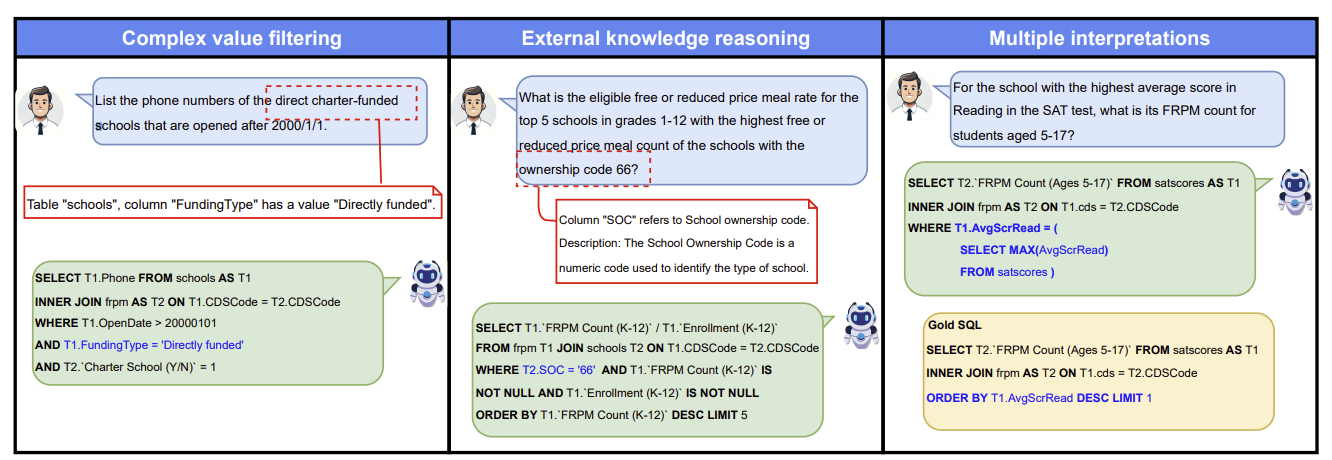 Complex value filtering
List the phone numbers of the direct charter-funded
schools that are opened after 2000/1/1.
Table "schools", column "FundingType" has a value "Directly funded".
SELECT T1.Phone FROM schools AS T1
INNER JOIN frpm AS T2 ON T1.CDSCode = T2.CDSCode
WHERE T1.OpenDate > 20000101
AND T1.FundingType = 'Directly funded'
AND T2.`Charter School (Y/N)` = 1
External knowledge reasoning
What is the eligible free or reduced price meal rate for the
top 5 schools in grades 1-12 with the highest free or
reduced price meal count of the schools with the
ownership code 66?
Column "SOC" refers to School ownership code.
Description: The School Ownership Code is a
numeric code used to identify the type of school.
SELECT T1.`FRPM Count (K-12)` / T1.`Enrollment (K-12)`
FROM frpm T1 JOIN schools T2 ON T1.CDSCode = T2.CDSCode
WHERE T2.SOC = '66' AND T1.`FRPM Count (K-12)` IS
NOT NULL AND T1.`Enrollment (K-12)` IS NOT NULL
ORDER BY T1.`FRPM Count (K-12)` DESC LIMIT 5
Multiple interpretations
For the school with the highest average score in
Reading in the SAT test, what is its FRPM count for
students aged 5-17?
SELECT T2.`FRPM Count (Ages 5-17)` FROM satscores AS T1
INNER JOIN frpm AS T2 ON T1.cds = T2.CDSCode
WHERE T1.AvgScrRead = (
SELECT MAX(AvgScrRead)
FROM satscores )
Gold SQL
SELECT T2.`FRPM Count (Ages 5-17)` FROM satscores AS T1
INNER JOIN frpm AS T2 ON T1.cds = T2.CDSCode
ORDER BY T1.AvgScrRead DESC LIMIT 1